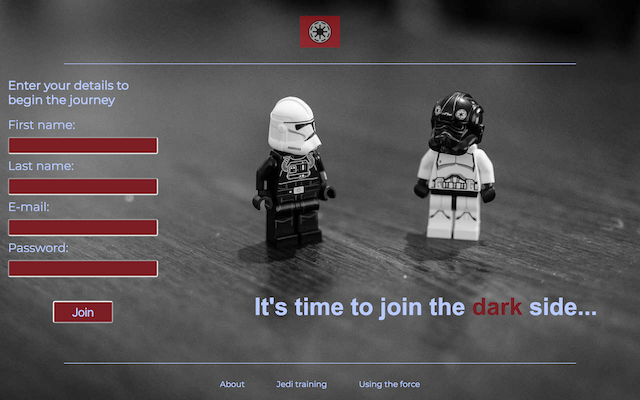 Enter your details to
begin the journey
First name:
Last name:
E-mail:
Password:
Join
It's time to join the dark side...
About
Jedi training
Using the force